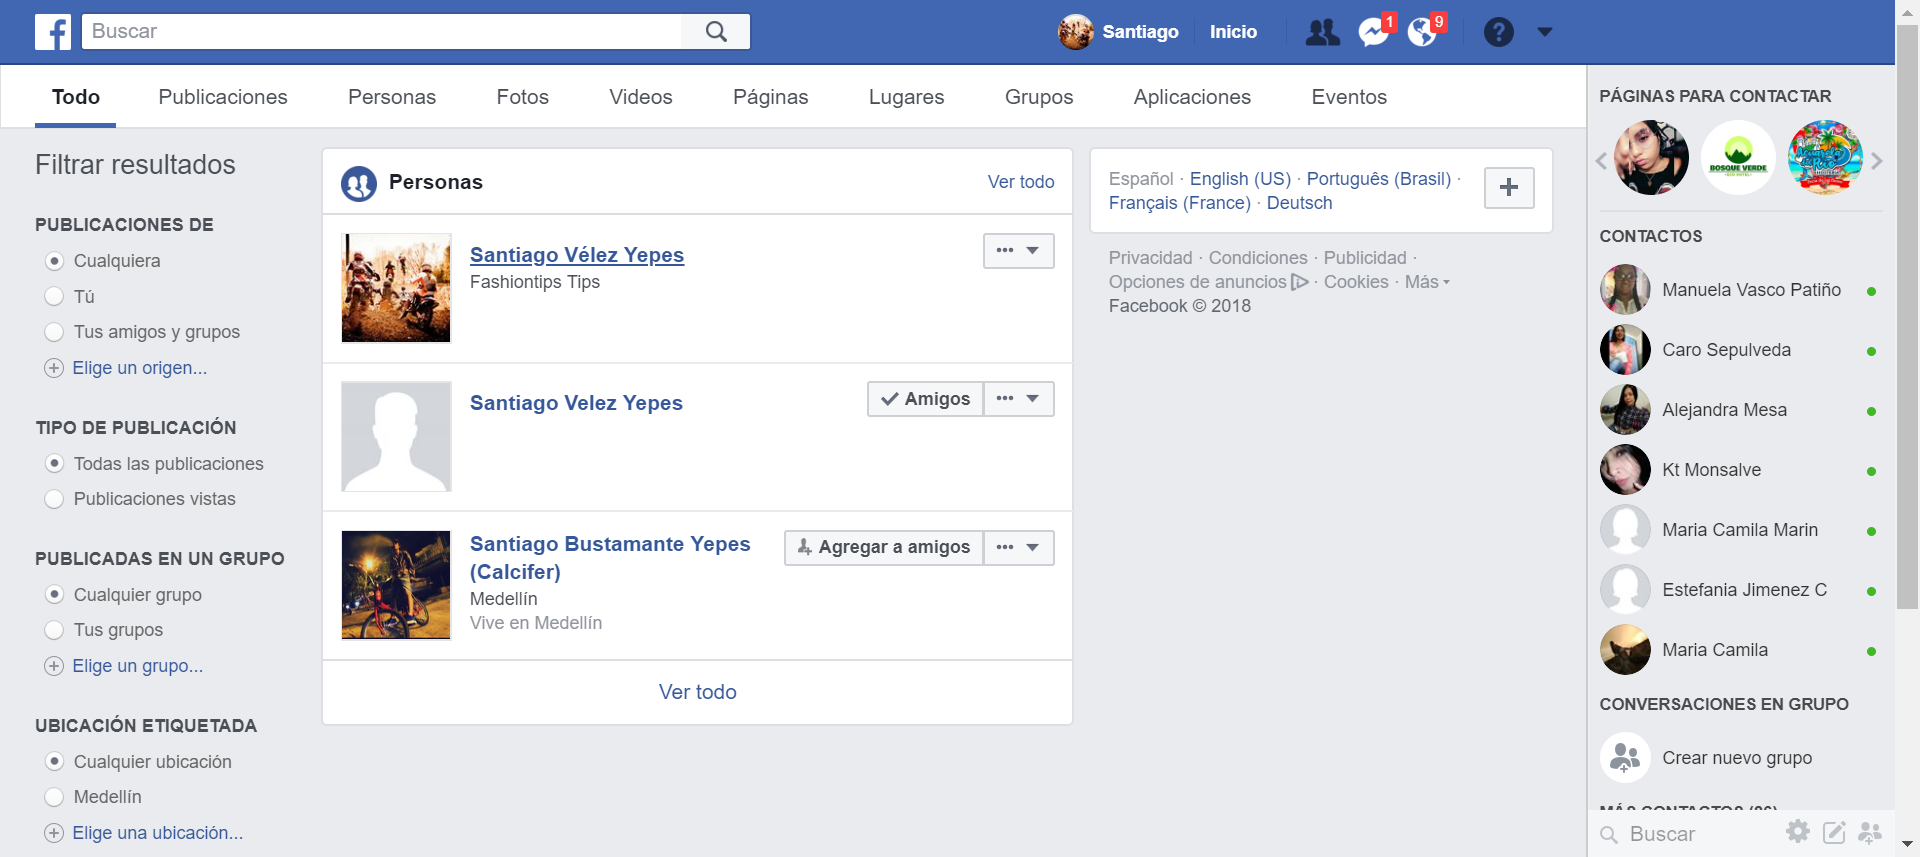 Buscar
Santiago
Inicio
1
9
Todo
Publicaciones
Personas
Fotos
Videos
Páginas
Lugares
Grupos
Aplicaciones
Eventos
Filtrar resultados
PUBLICACIONES DE
Cualquiera
Tú
Tus amigos y grupos
Elige un origen...
TIPO DE PUBLICACIÓN
Todas las publicaciones
Publicaciones vistas
PUBLICADAS EN UN GRUPO
Cualquier grupo
Tus grupos
Elige un grupo...
UBICACIÓN ETIQUETADA
Cualquier ubicación
Medellín
Elige una ubicación...
Personas
Ver todo
Santiago Vélez Yepes
Fashiontips Tips
Santiago Velez Yepes
Amigos
Santiago Bustamante Yepes
(Calcifer)
Medellín
Vive en Medellín
Agregar a amigos
Ver todo
Español · English (US) · Português (Brasil) ·
Français (France) · Deutsch
Privacidad · Condiciones · Publicidad ·
Opciones de anuncios · Cookies · Más
Facebook © 2018
PÁGINAS PARA CONTACTAR
BOSQUE VERDE
CONTACTOS
Manuela Vasco Patiño
Caro Sepulveda
Alejandra Mesa
Kt Monsalve
Maria Camila Marin
Estefania Jimenez C
Maria Camila
CONVERSACIONES EN GRUPO
Crear nuevo grupo
Buscar